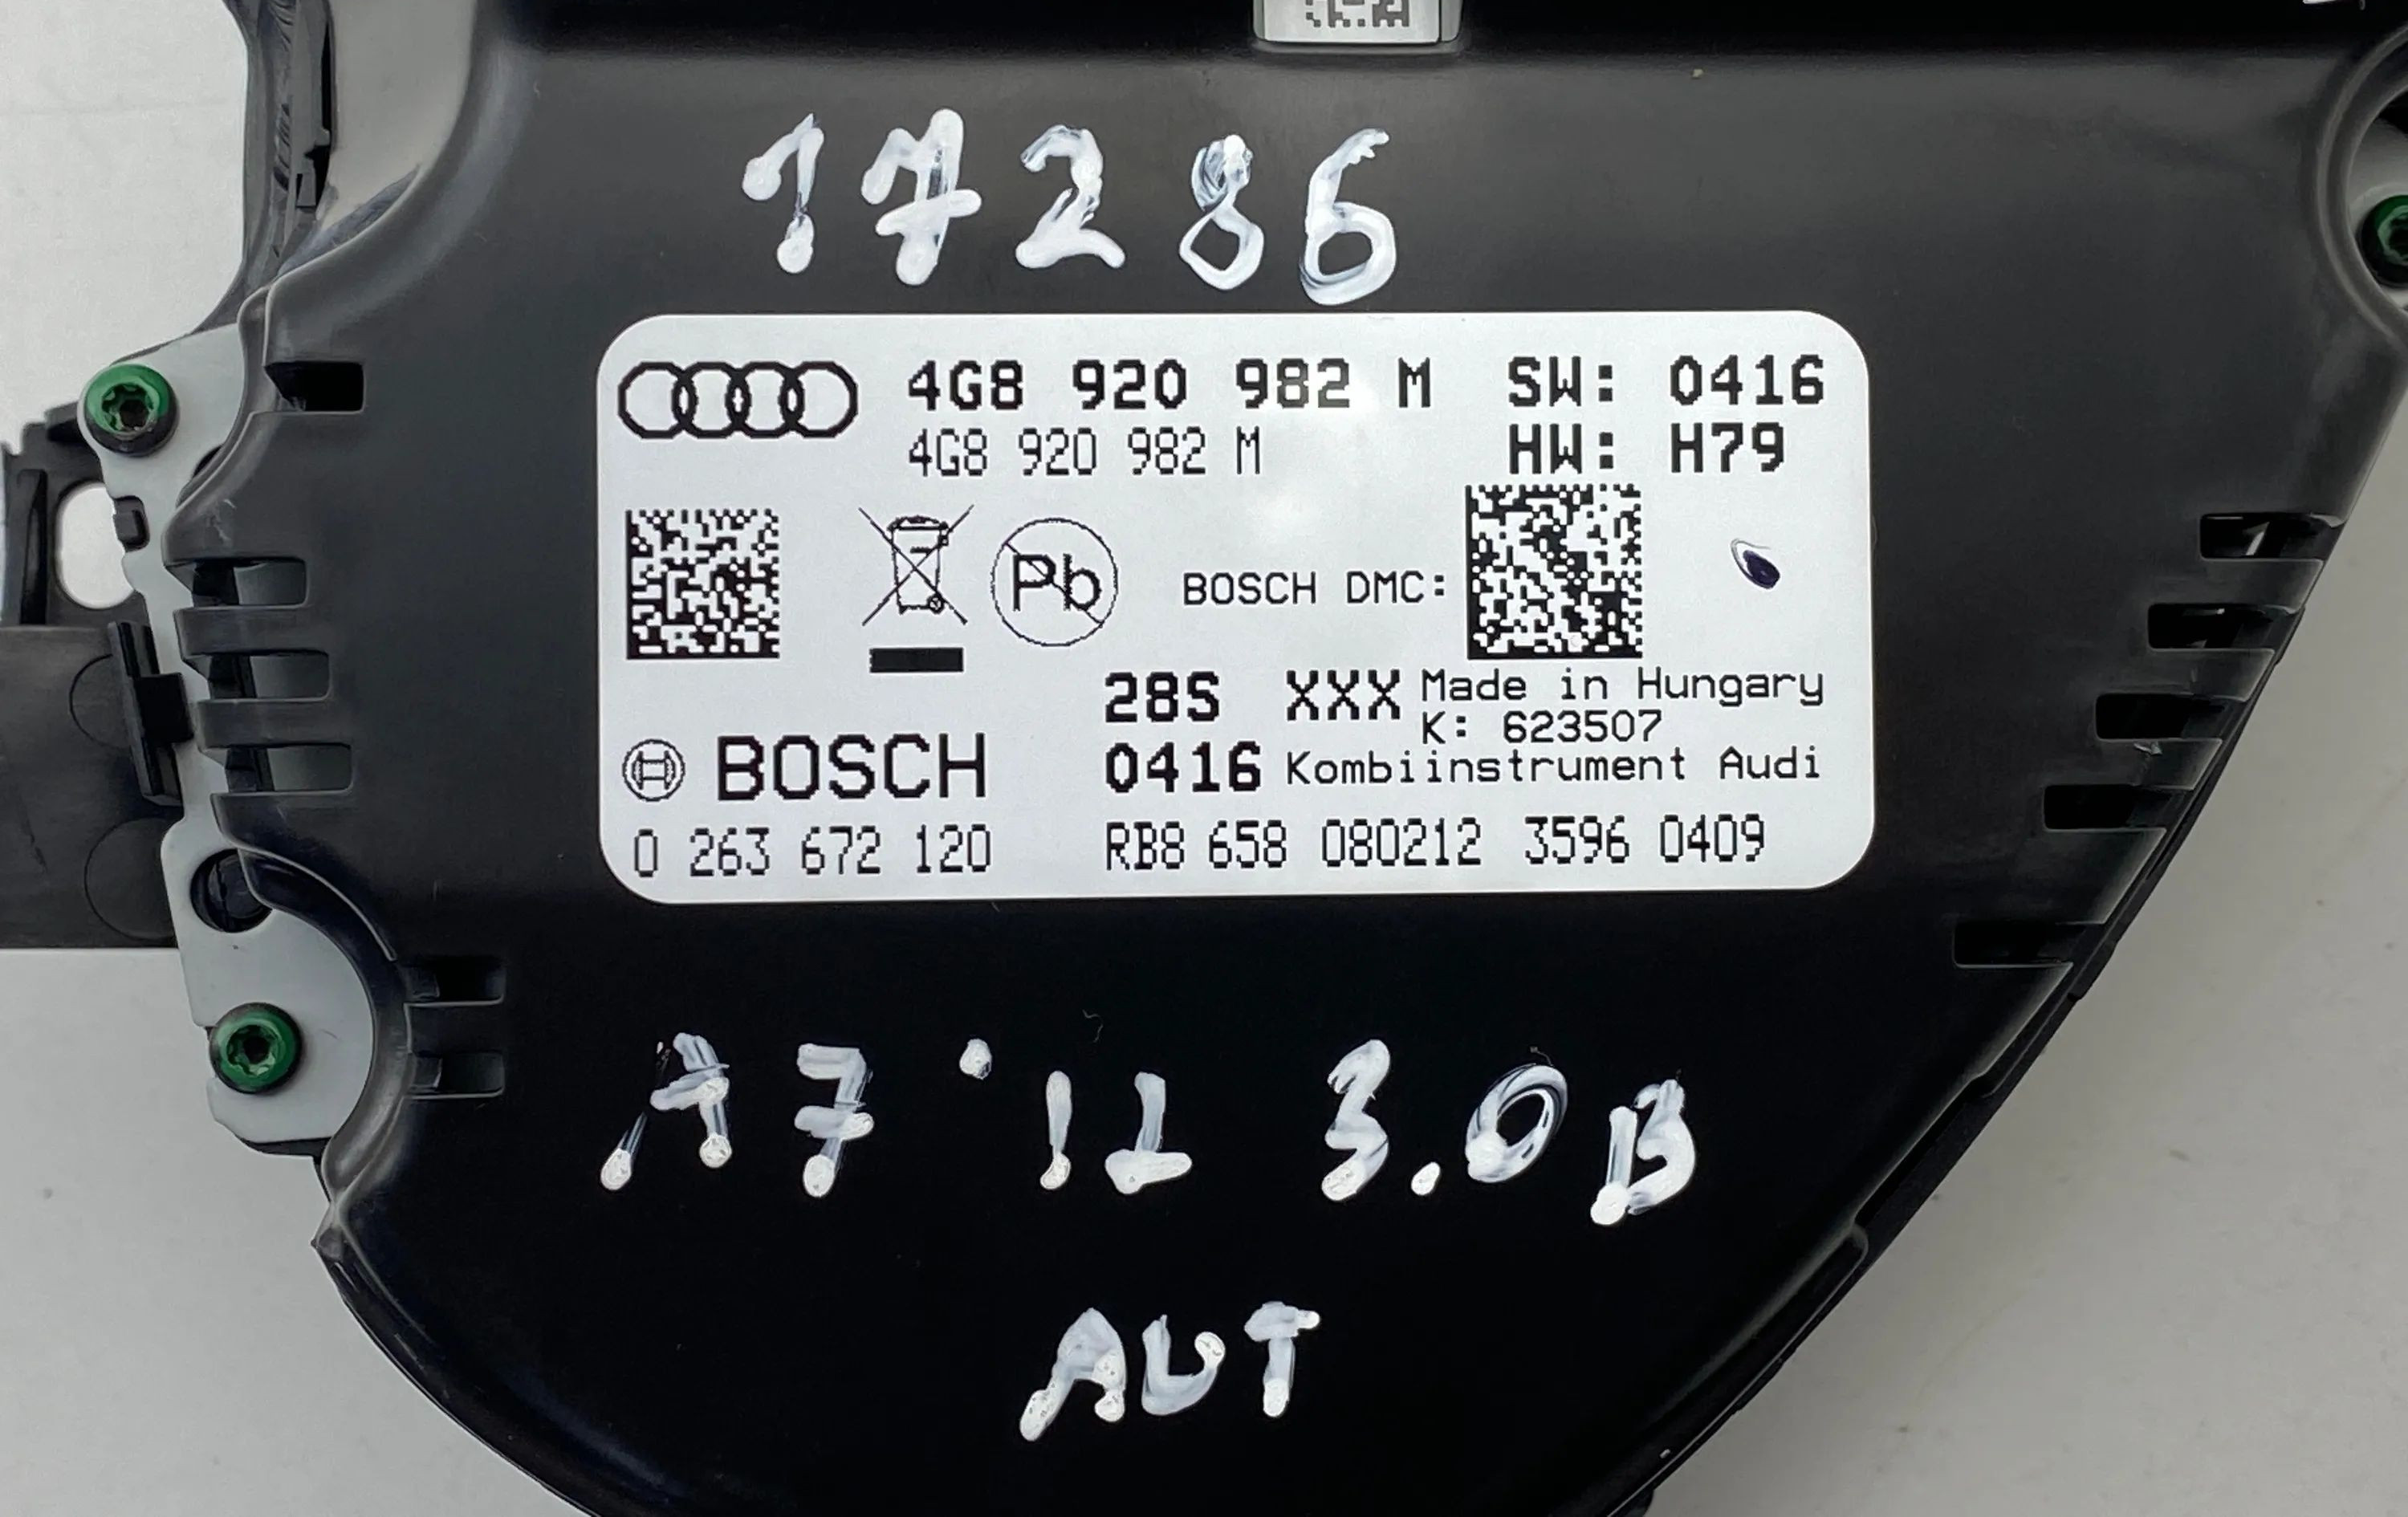 17286
4G8 920 982 M SW: 0416
4G8 920 982 M HW: H79
Pb BOSCH DMC:
28S XXX Made in Hungary
K: 623507
BOSCH 0416 Kombiinstrument Audi
0 263 672 120 RB8 658 080212 3596 0409
A7 '11 3.0B
AUT